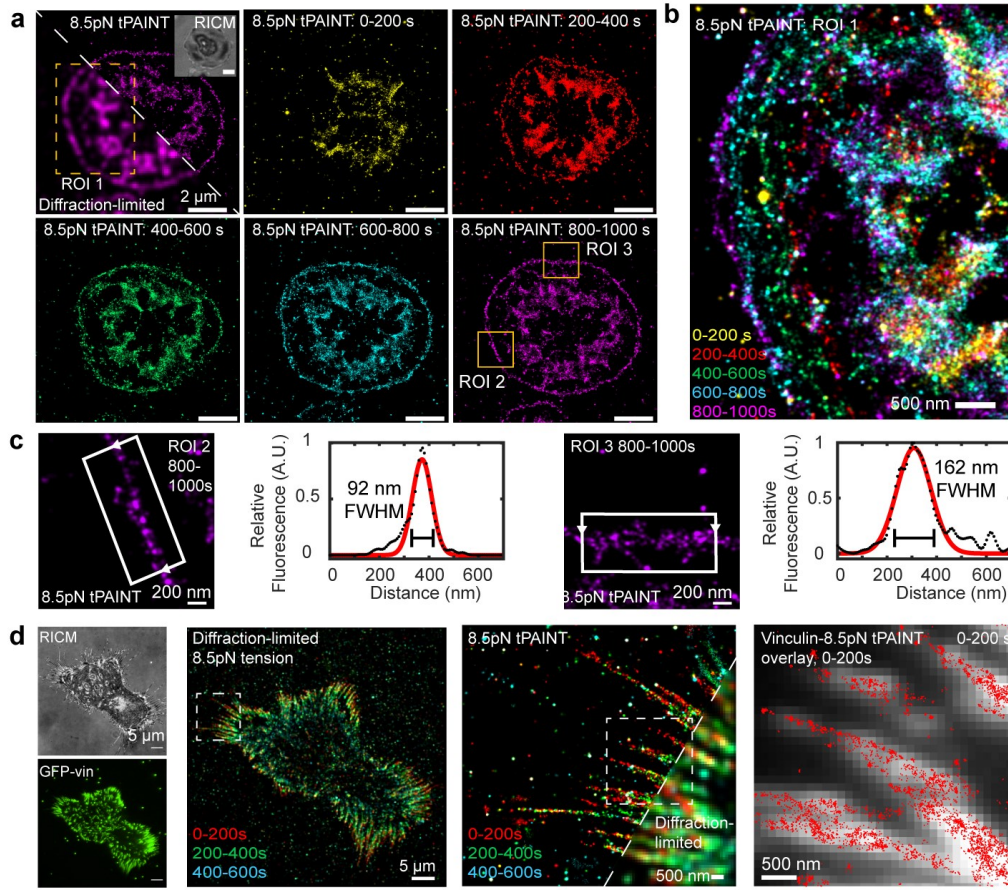 a
8.5pN tPAINT
RICM
ROI 1
Diffraction-limited
2 µm
8.5pN tPAINT: 0-200 s
8.5pN tPAINT: 200-400 s
8.5pN tPAINT: 400-600 s
8.5pN tPAINT: 600-800 s
8.5pN tPAINT: 800-1000 s
ROI 3
ROI 2
b
8.5pN tPAINT: ROI 1
0-200 s
200-400s
400-600s
600-800s
800-1000s
500 nm
c
ROI 2
800-
1000s
8.5pN tPAINT
200 nm
Relative
Fluorescence (A.U.)
1
0.5
0
92 nm
FWHM
0 200 400 600
Distance (nm)
ROI 3 800-1000s
8.5pN tPAINT
200 nm
Relative
Fluorescence (A.U.)
1
0.5
0
162 nm
FWHM
0 200 400 600
Distance (nm)
d
RICM
5 µm
GFP-vin
Diffraction-limited
8.5pN tension
0-200s
200-400s
400-600s
5 µm
8.5pN tPAINT
Diffraction-
limited
0-200s
200-400s
400-600s
500 nm
Vinculin-8.5pN tPAINT 0-200 s
overlay, 0-200s
500 nm